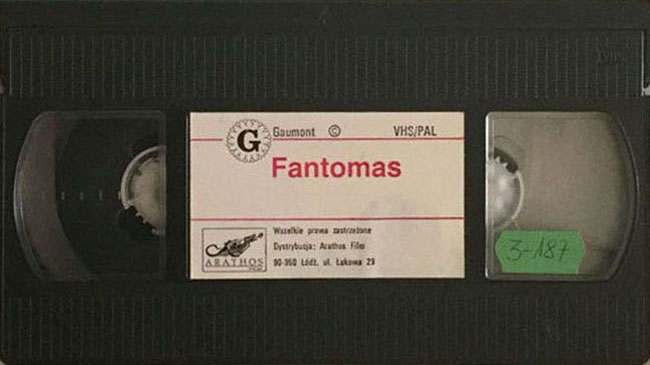 G Gaumont © VHS/PAL
Fantomas
Wszelkie prawa zastrzeżone
Dystrybucja: Arathos Film
90-950 Łódź, ul. Łąkowa 29
ARATHOS
3-187